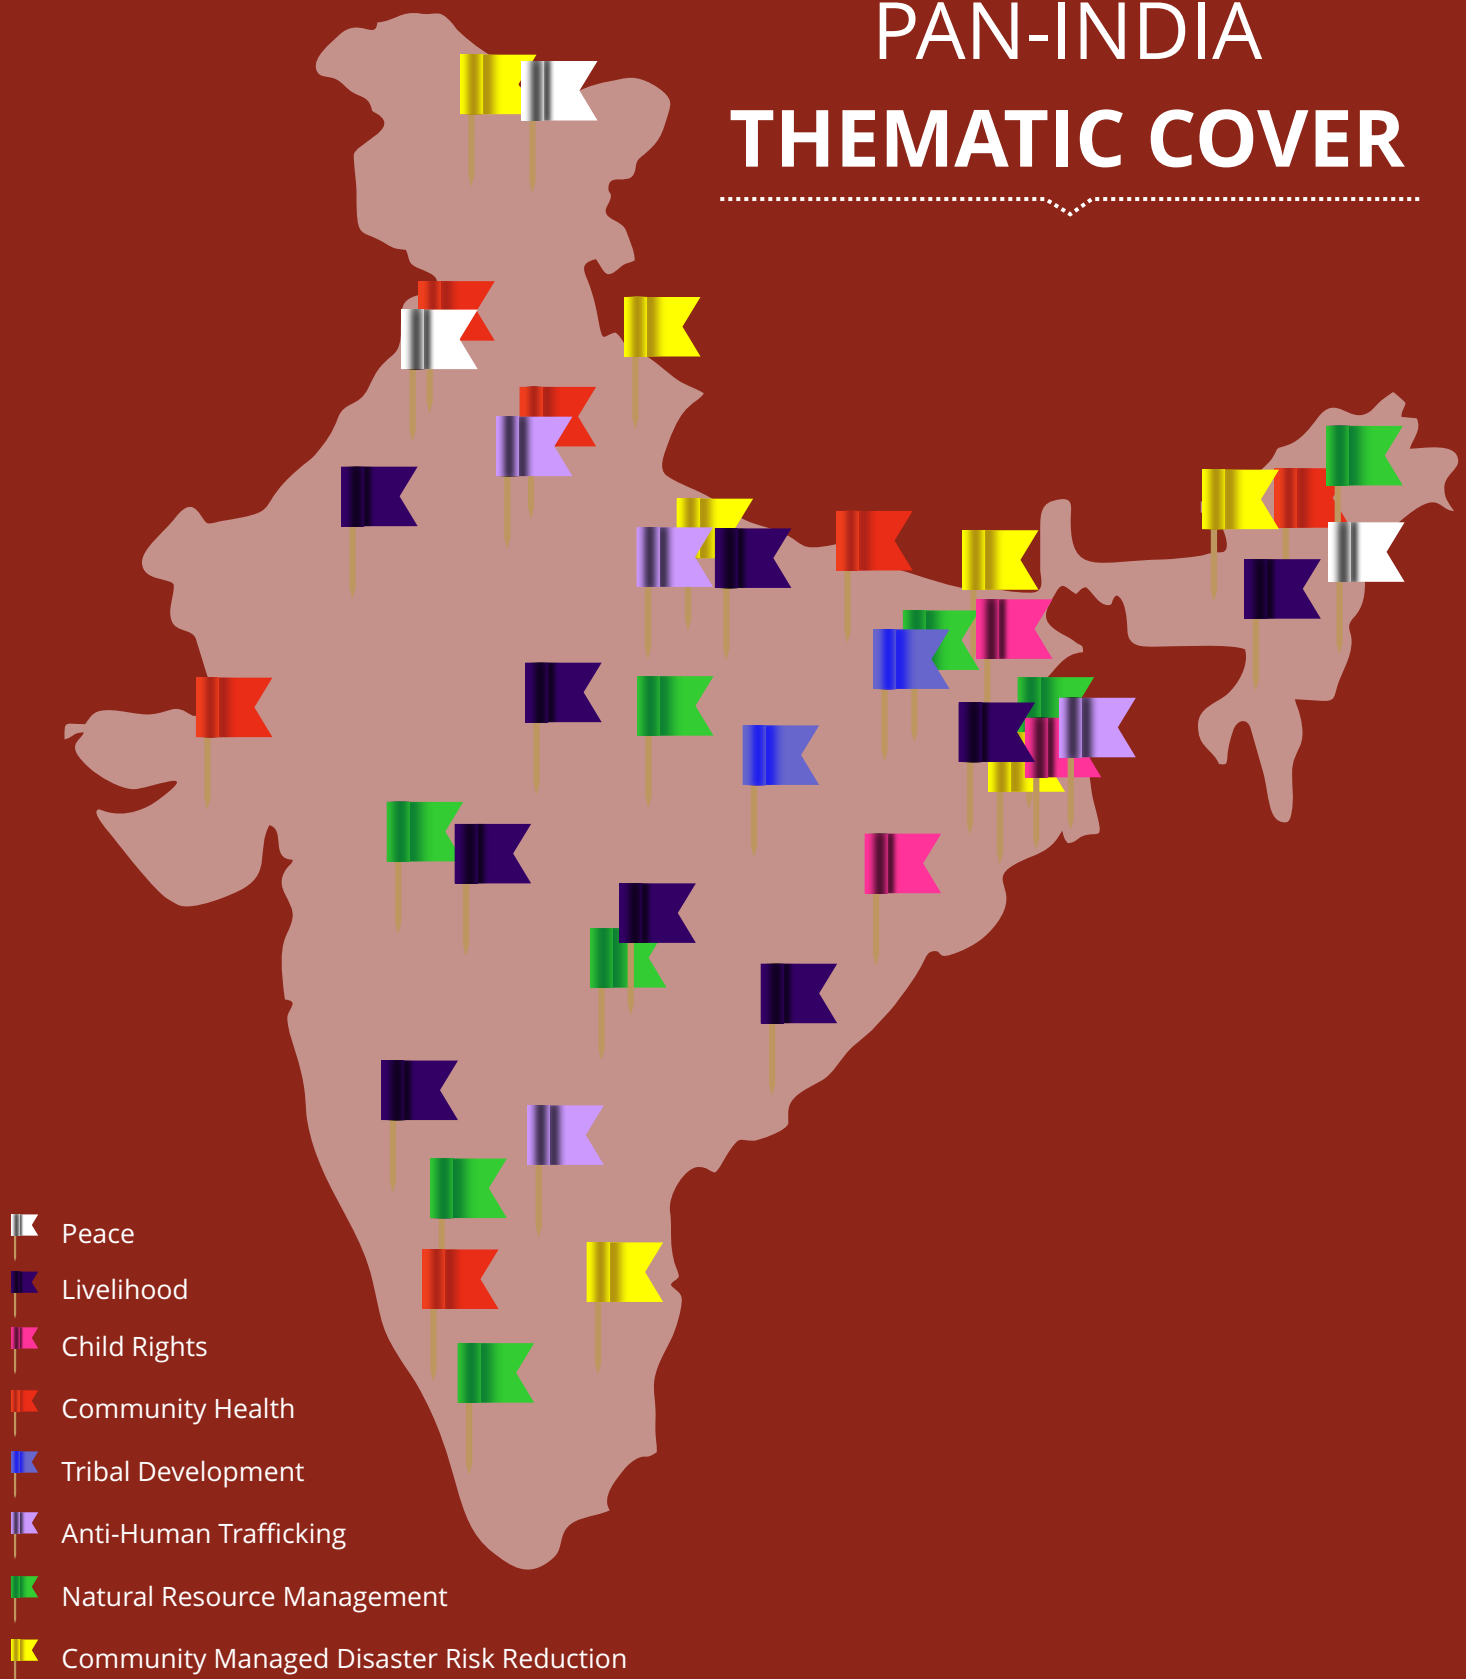 PAN-INDIA
THEMATIC COVER
Peace
Livelihood
Child Rights
Community Health
Tribal Development
Anti-Human Trafficking
Natural Resource Management
Community Managed Disaster Risk Reduction